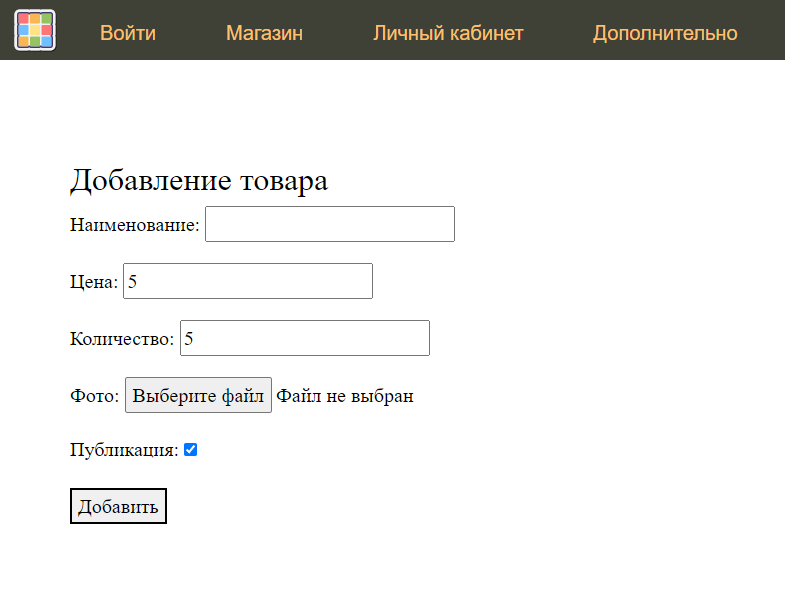 Войти Магазин Личный кабинет Дополнительно
Добавление товара
Наименование:
Цена: 5
Количество: 5
Фото: Выберите файл Файл не выбран
Публикация:
Добавить